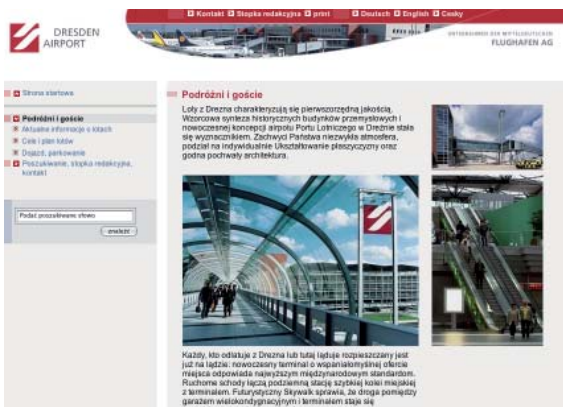 Kontakt Stopka redakcyjna print Deutsch English Cesky
DRESDEN
AIRPORT
UNTERNEHMEN DER MITTELDEUTSCHEN
FLUGHAFEN AG
Strona startowa
Podróżni i goście
Aktualne informacje o lotach
Cele i plan lotów
Dojazd, parkowanie
Poszukiwanie, stopka redakcyjna,
kontakt
Podać poszukiwane słowo
znaleźć
Podróżni i goście
Loty z Drezna charakteryzują się pierwszorzędną jakością.
Wzorcowa synteza historycznych budynków przemysłowych i
nowoczesnej koncepcji airpotu Portu Lotniczego w Dreźnie stała
się wyznacznikiem. Zachwyci Państwa niezwykła atmosfera,
podział na indywidualnie Ukształtowanie płaszczyzny oraz
godna pochwały architektura.
Każdy, kto odlatuje z Drezna lub tutaj ląduje rozpieszczany jest
już na lądzie: nowoczesny terminal o wspaniałomyślnej ofercie
miejsca odpowiada najwyższym międzynarodowym standardom.
Ruchome schody łączą podziemną stację szybkiej kolei miejskiej
z terminalem. Futurystyczny Skywalk sprawia, że droga pomiędzy
garażem wielokondygnacyjnym i terminalem staje się